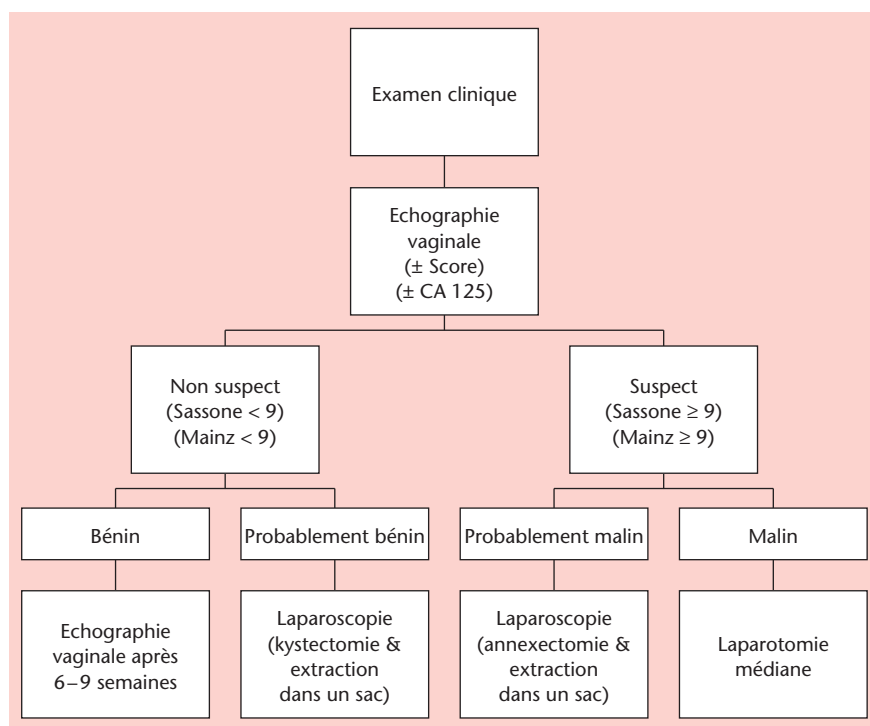 Examen clinique
Echographie
vaginale
(± Score)
(± CA 125)
Non suspect
(Sassone < 9)
(Mainz < 9)
Suspect
(Sassone ≥ 9)
(Mainz ≥ 9)
Bénin
Probablement bénin
Probablement malin
Malin
Echographie
vaginale après
6–9 semaines
Laparoscopie
(kystectomie &
extraction
dans un sac)
Laparoscopie
(annexectomie &
extraction
dans un sac)
Laparotomie
médiane